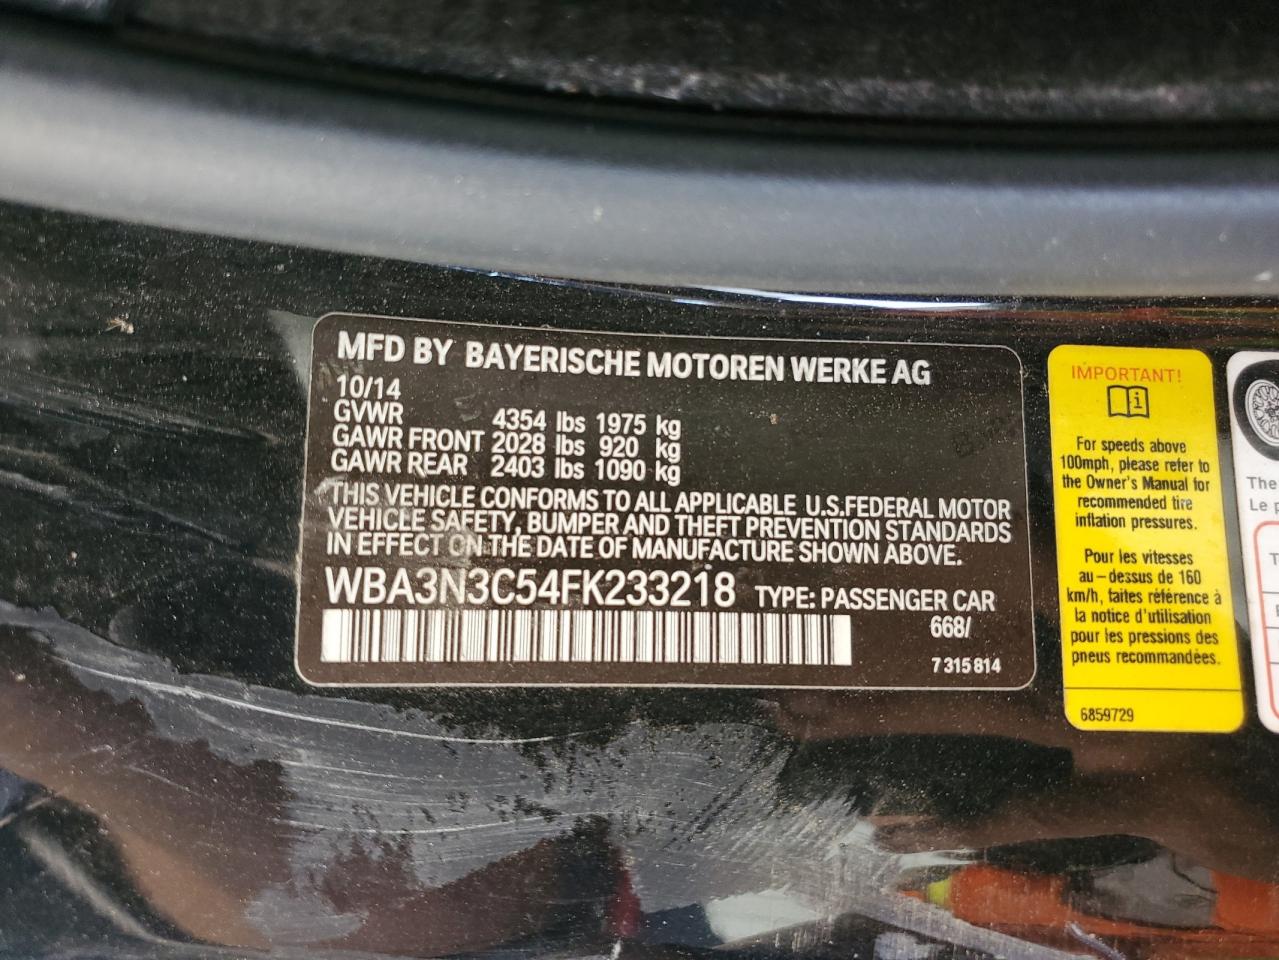 MFD BY BAYERISCHE MOTOREN WERKE AG
10/14
GVWR 4354 lbs 1975 kg
GAWR FRONT 2028 lbs 920 kg
GAWR REAR 2403 lbs 1090 kg
THIS VEHICLE CONFORMS TO ALL APPLICABLE U.S.FEDERAL MOTOR
VEHICLE SAFETY, BUMPER AND THEFT PREVENTION STANDARDS
IN EFFECT ON THE DATE OF MANUFACTURE SHOWN ABOVE.
WBA3N3C54FK233218 TYPE: PASSENGER CAR
668/
7 315 814
IMPORTANT!
i
For speeds above
100mph, please refer to
the Owner's Manual for
recommended tire
inflation pressures.
Pour les vitesses
au-dessus de 160
km/h, faites référence à
la notice d'utilisation
pour les pressions des
pneus recommandées.
6859729
The
Le